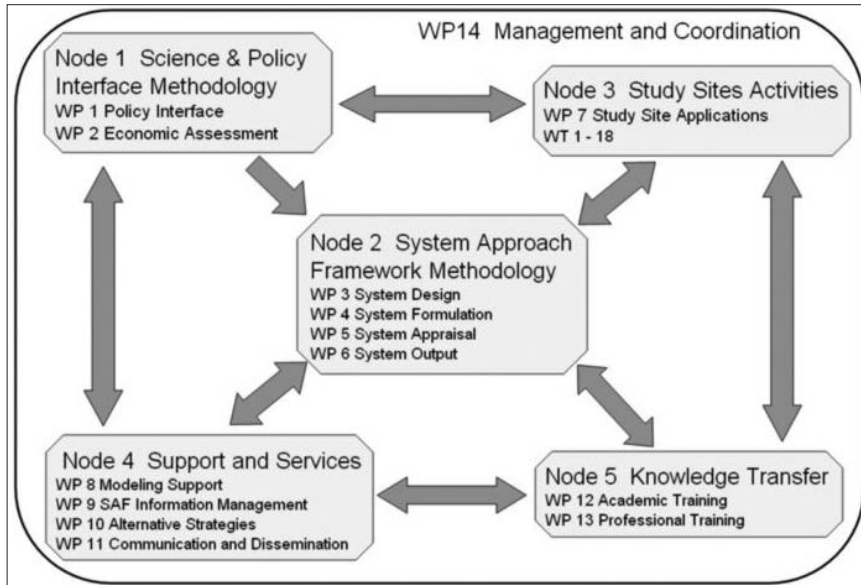 WP14 Management and Coordination
Node 1 Science & Policy
Interface Methodology
WP 1 Policy Interface
WP 2 Economic Assessment
Node 3 Study Sites Activities
WP 7 Study Site Applications
WT 1 - 18
Node 2 System Approach
Framework Methodology
WP 3 System Design
WP 4 System Formulation
WP 5 System Appraisal
WP 6 System Output
Node 4 Support and Services
WP 8 Modeling Support
WP 9 SAF Information Management
WP 10 Alternative Strategies
WP 11 Communication and Dissemination
Node 5 Knowledge Transfer
WP 12 Academic Training
WP 13 Professional Training